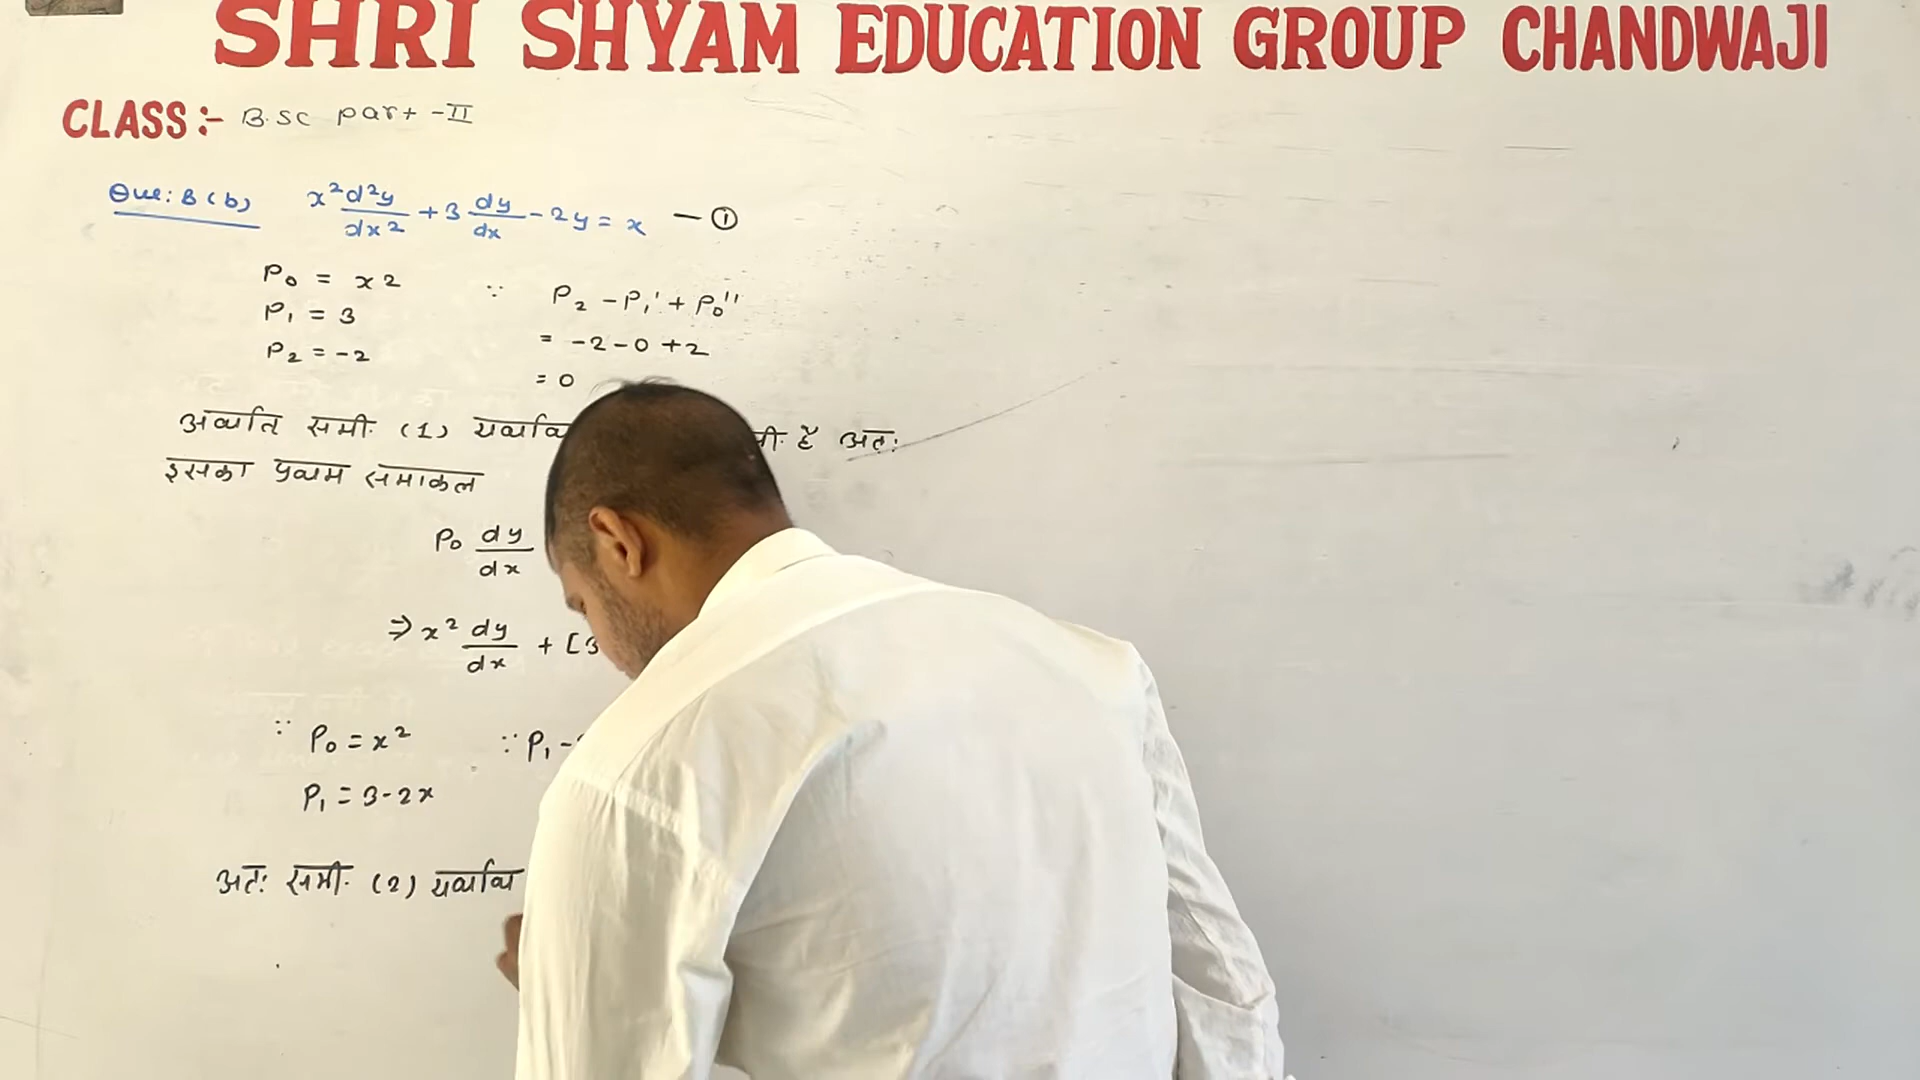 SHRI SHYAM EDUCATION GROUP CHANDWAJI
CLASS:- B.SC part - II
Que: 8(b) x² d²y/dx² + 3 dy/dx - 2y = x — ①
P₀ = x2
P₁ = 3
P₂ = -2
∵ P₂ - P₁' + P₀''
= -2 - 0 + 2
= 0
अर्थात समी. (1) यथार्थ मी. हैं अतः
इसका प्रथम समाकल
P₀ dy/dx
⇒ x² dy/dx + [3
∵ P₀ = x² ∵ P₁ -
P₁ = 3-2x
अतः समी. (2) यथार्थ